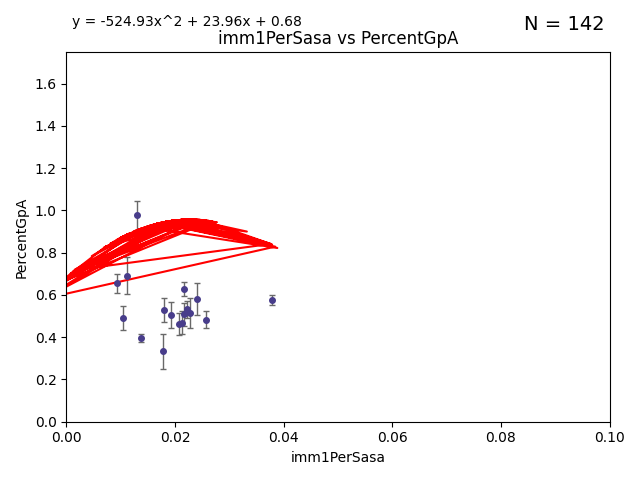 y = -524.93x^2 + 23.96x + 0.68
N = 142
imm1PerSasa vs PercentGpA
1.6
1.4
1.2
1.0
0.8
0.6
0.4
0.2
0.0
PercentGpA
0.00 0.02 0.04 0.06 0.08 0.10
imm1PerSasa